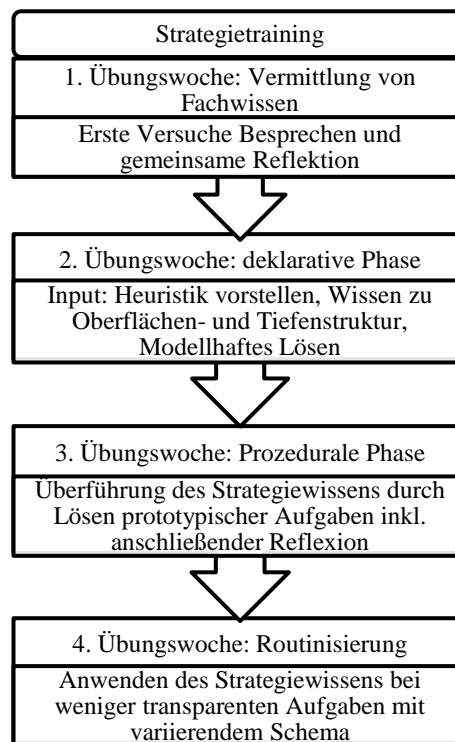 Strategietraining
1. Übungswoche: Vermittlung von
Fachwissen
Erste Versuche Besprechen und
gemeinsame Reflektion
2. Übungswoche: deklarative Phase
Input: Heuristik vorstellen, Wissen zu
Oberflächen- und Tiefenstruktur,
Modellhaftes Lösen
3. Übungswoche: Prozedurale Phase
Überführung des Strategiewissens durch
Lösen prototypischer Aufgaben inkl.
anschließender Reflexion
4. Übungswoche: Routinisierung
Anwenden des Strategiewissens bei
weniger transparenten Aufgaben mit
variierendem Schema